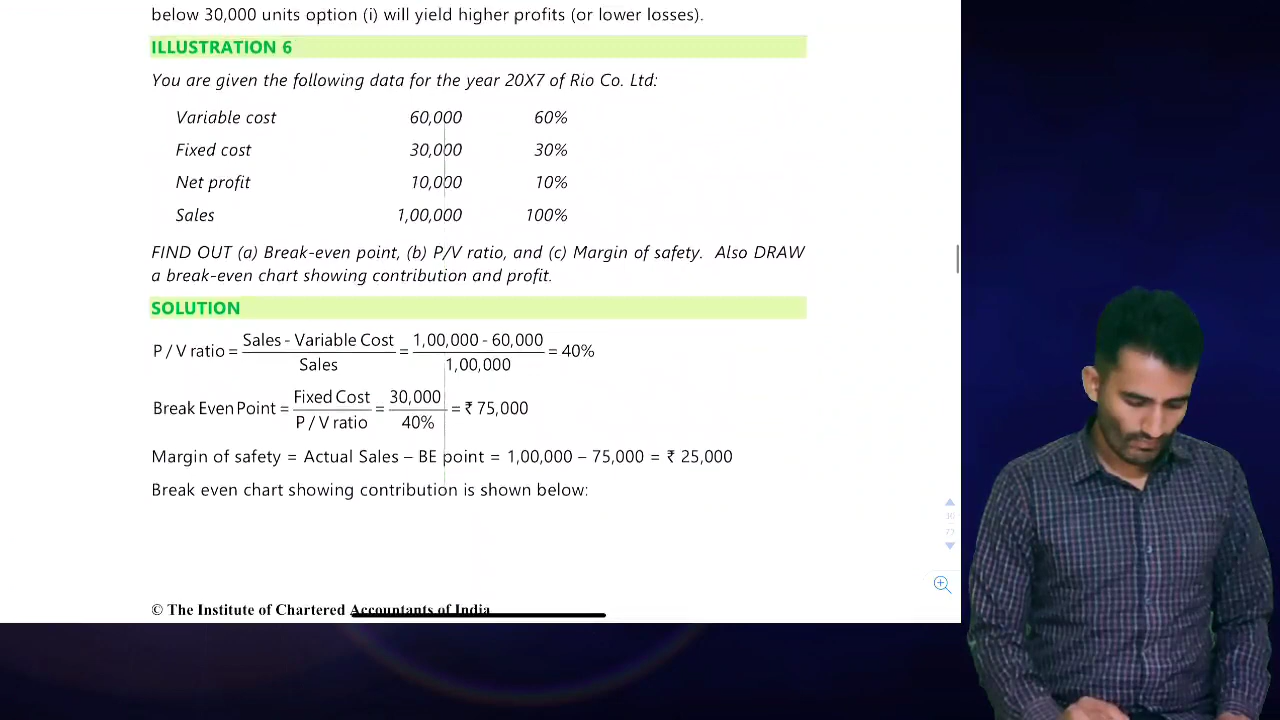 below 30,000 units option (i) will yield higher profits (or lower losses).
ILLUSTRATION 6
You are given the following data for the year 20X7 of Rio Co. Ltd:
Variable cost 60,000 60%
Fixed cost 30,000 30%
Net profit 10,000 10%
Sales 1,00,000 100%
FIND OUT (a) Break-even point, (b) P/V ratio, and (c) Margin of safety. Also DRAW
a break-even chart showing contribution and profit.
SOLUTION
P / V ratio = Sales - Variable Cost / Sales = 1,00,000 - 60,000 / 1,00,000 = 40%
Break Even Point = Fixed Cost / P / V ratio = 30,000 / 40% = ₹ 75,000
Margin of safety = Actual Sales – BE point = 1,00,000 – 75,000 = ₹ 25,000
Break even chart showing contribution is shown below:
© The Institute of Chartered Accountants of India